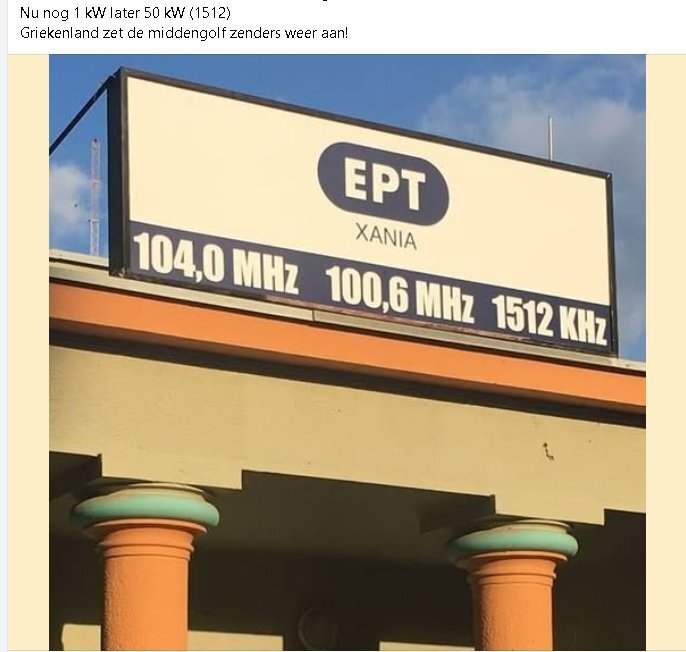 Nu nog 1 kW later 50 kW (1512)
Griekenland zet de middengolf zenders weer aan!
ΕΡΤ
ΧΑΝΙΑ
104,0 MHz 100,6 MHz 1512 KHz